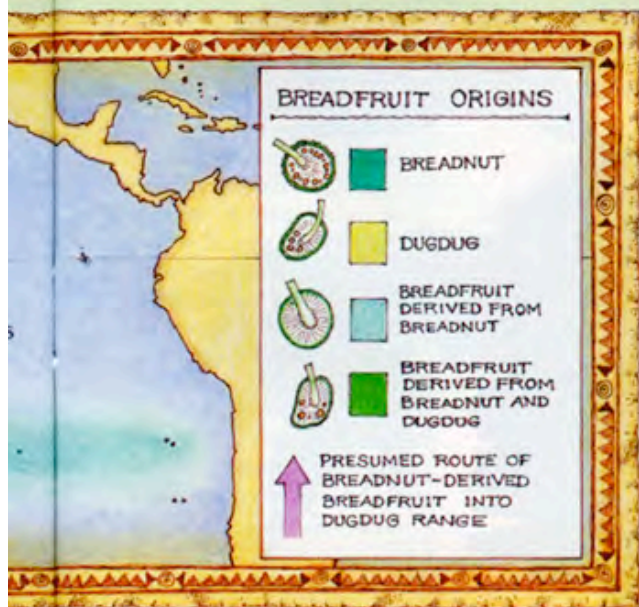 BREADFRUIT ORIGINS
BREADNUT
DUGDUG
BREADFRUIT
DERIVED FROM
BREADNUT
BREADFRUIT
DERIVED FROM
BREADNUT AND
DUGDUG
PRESUMED ROUTE OF
BREADNUT-DERIVED
BREADFRUIT INTO
DUGDUG RANGE
S